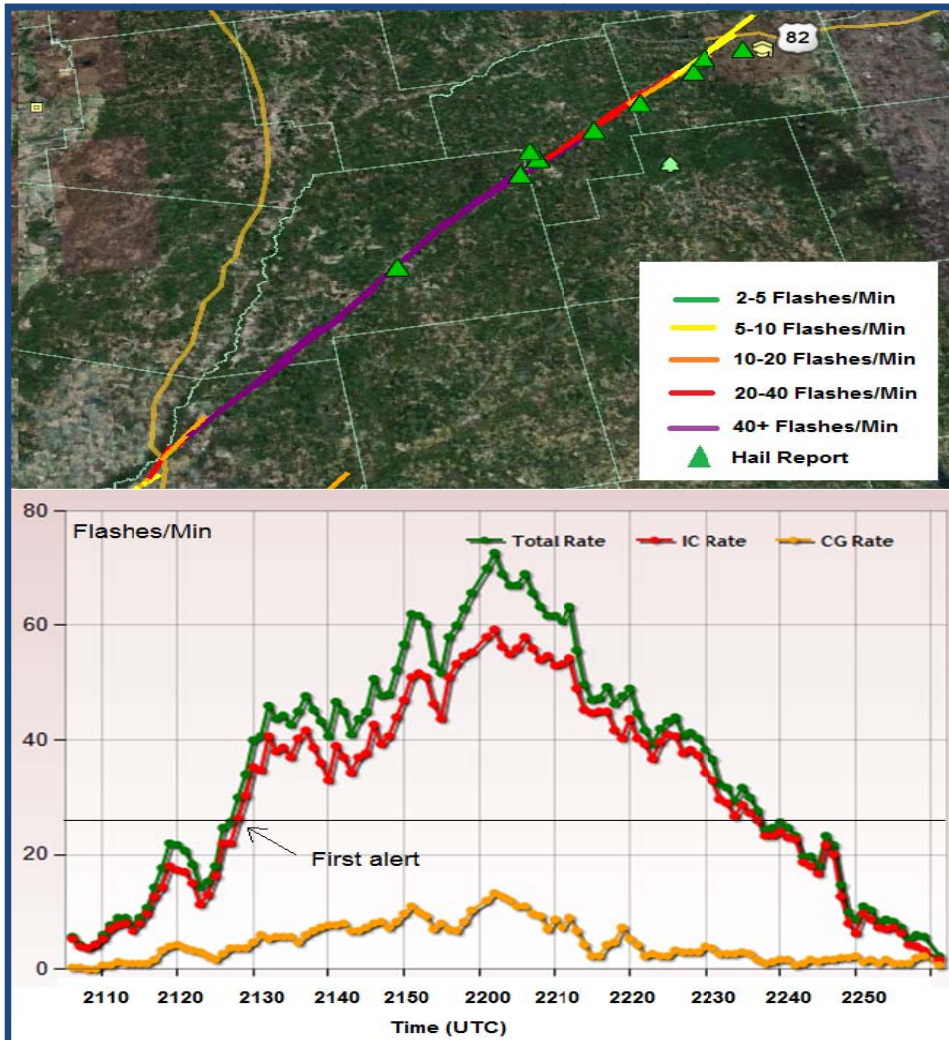 82
2-5 Flashes/Min
5-10 Flashes/Min
10-20 Flashes/Min
20-40 Flashes/Min
40+ Flashes/Min
Hail Report
80
Flashes/Min
Total Rate IC Rate CG Rate
60
40
First alert
20
0
2110 2120 2130 2140 2150 2200 2210 2220 2230 2240 2250
Time (UTC)